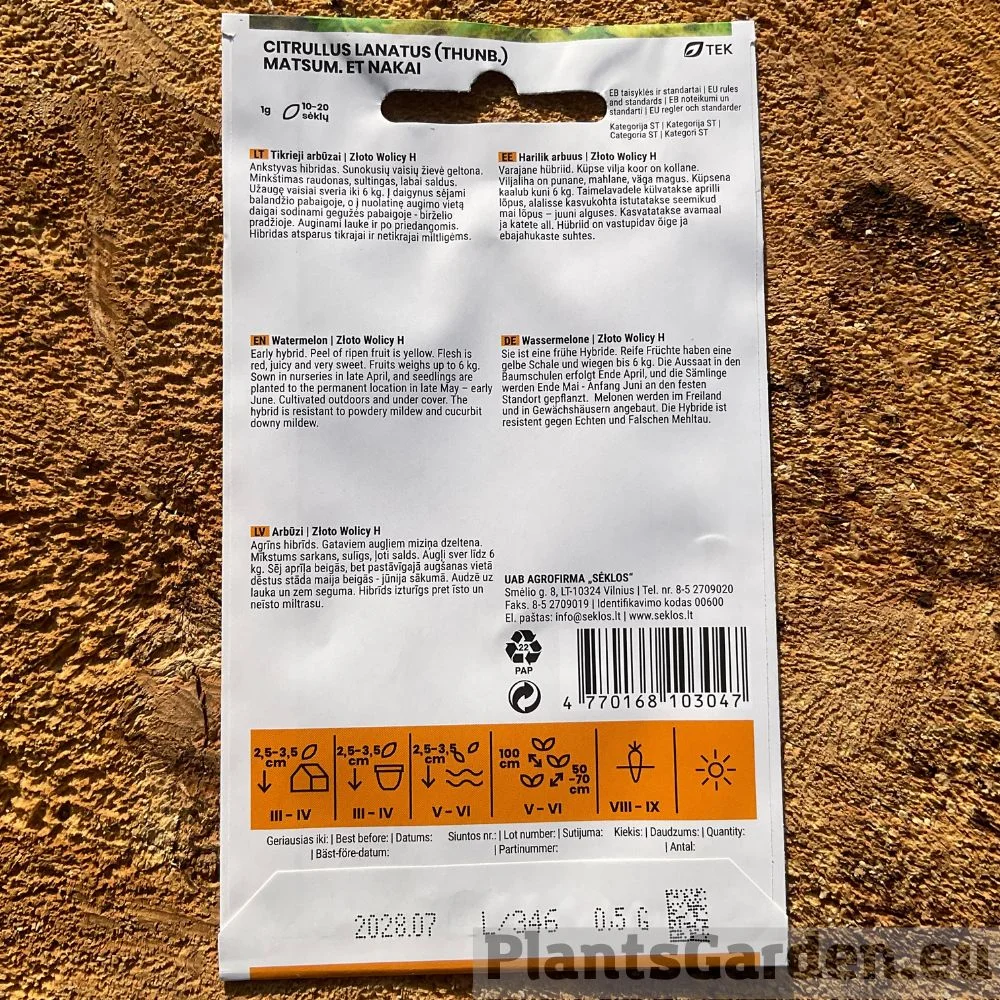 CITRULLUS LANATUS (THUNB.)
MATSUM. ET NAKAI
TEK
1g
10-20
sėklų
EB taisyklės ir standartai | EU rules
and standards | EB noteikumi un
standarti | EU regler och standarder
Kategorija ST | Kategorija ST |
Categoria ST | Kategori ST
LT Tikrieji arbūzai | Złoto Wolicy H
Ankstyvas hibridas. Sunokusių vaisių žievė geltona.
Minkštimas raudonas, sultingas, labai saldus.
Užaugę vaisiai sveria iki 6 kg. Į daigynus sėjami
balandžio pabaigoje, o į nuolatinę augimo vietą
daigai sodinami gegužės pabaigoje - birželio
pradžioje. Auginami lauke ir po priedangomis.
Hibridas atsparus tikrajai ir netikrajai miltligėms.
EE Harilik arbuus | Złoto Wolicy H
Varajane hübriid. Küpse vilja koor on kollane.
Viljaliha on punane, mahlane, väga magus. Küpsena
kaalub kuni 6 kg. Taimelavadele külvatakse aprilli
lõpus, alalisse kasvukohta istutatakse seemikud
mai lõpus – juuni alguses. Kasvatatakse avamaal
ja katete all. Hübriid on vastupidav õige ja
ebajahukaste suhtes.
EN Watermelon | Złoto Wolicy H
Early hybrid. Peel of ripen fruit is yellow. Flesh is
red, juicy and very sweet. Fruits weighs up to 6 kg.
Sown in nurseries in late April, and seedlings are
planted to the permanent location in late May – early
June. Cultivated outdoors and under cover. The
hybrid is resistant to powdery mildew and cucurbit
downy mildew.
DE Wassermelone | Złoto Wolicy H
Sie ist eine frühe Hybride. Reife Früchte haben eine
gelbe Schale und wiegen bis 6 kg. Die Aussaat in den
Baumschulen erfolgt Ende April, und die Sämlinge
werden Ende Mai - Anfang Juni an den festen
Standort gepflanzt. Melonen werden im Freiland
und in Gewächshäusern angebaut. Die Hybride ist
resistent gegen Echten und Falschen Mehltau.
LV Arbūzi | Złoto Wolicy H
Agrīns hibrīds. Gataviem augļiem miziņa dzeltena.
Mīkstums sarkans, sulīgs, ļoti salds. Augļi sver līdz 6
kg. Sēj aprīļa beigās, bet pastāvīgajā augšanas vietā
dēstus stāda maija beigās - jūnija sākumā. Audzē uz
lauka un zem seguma. Hibrīds izturīgs pret īsto un
neīsto miltrasu.
UAB AGROFIRMA „SĖKLOS"
Smėlio g. 8, LT-10324 Vilnius | Tel. nr. 8-5 2709020
Faks. 8-5 2709019 | Identifikavimo kodas 00600
El. paštas: info@seklos.lt | www.seklos.lt
22
PAP
4 770168 103047
2,5-3,5
cm
III - IV
2,5-3,5
cm
III - IV
2,5-3,5
cm
V - VI
100
cm
50
-70
cm
V - VI
VIII - IX
Geriausias iki: | Best before: | Datums:
| Bäst-före-datum:
Siuntos nr.: | Lot number: | Sutijuma:
| Partinummer:
Kiekis: | Daudzums: | Quantity:
| Antal:
2028.07 L/346 0.5 G
PlantsGarden.eu